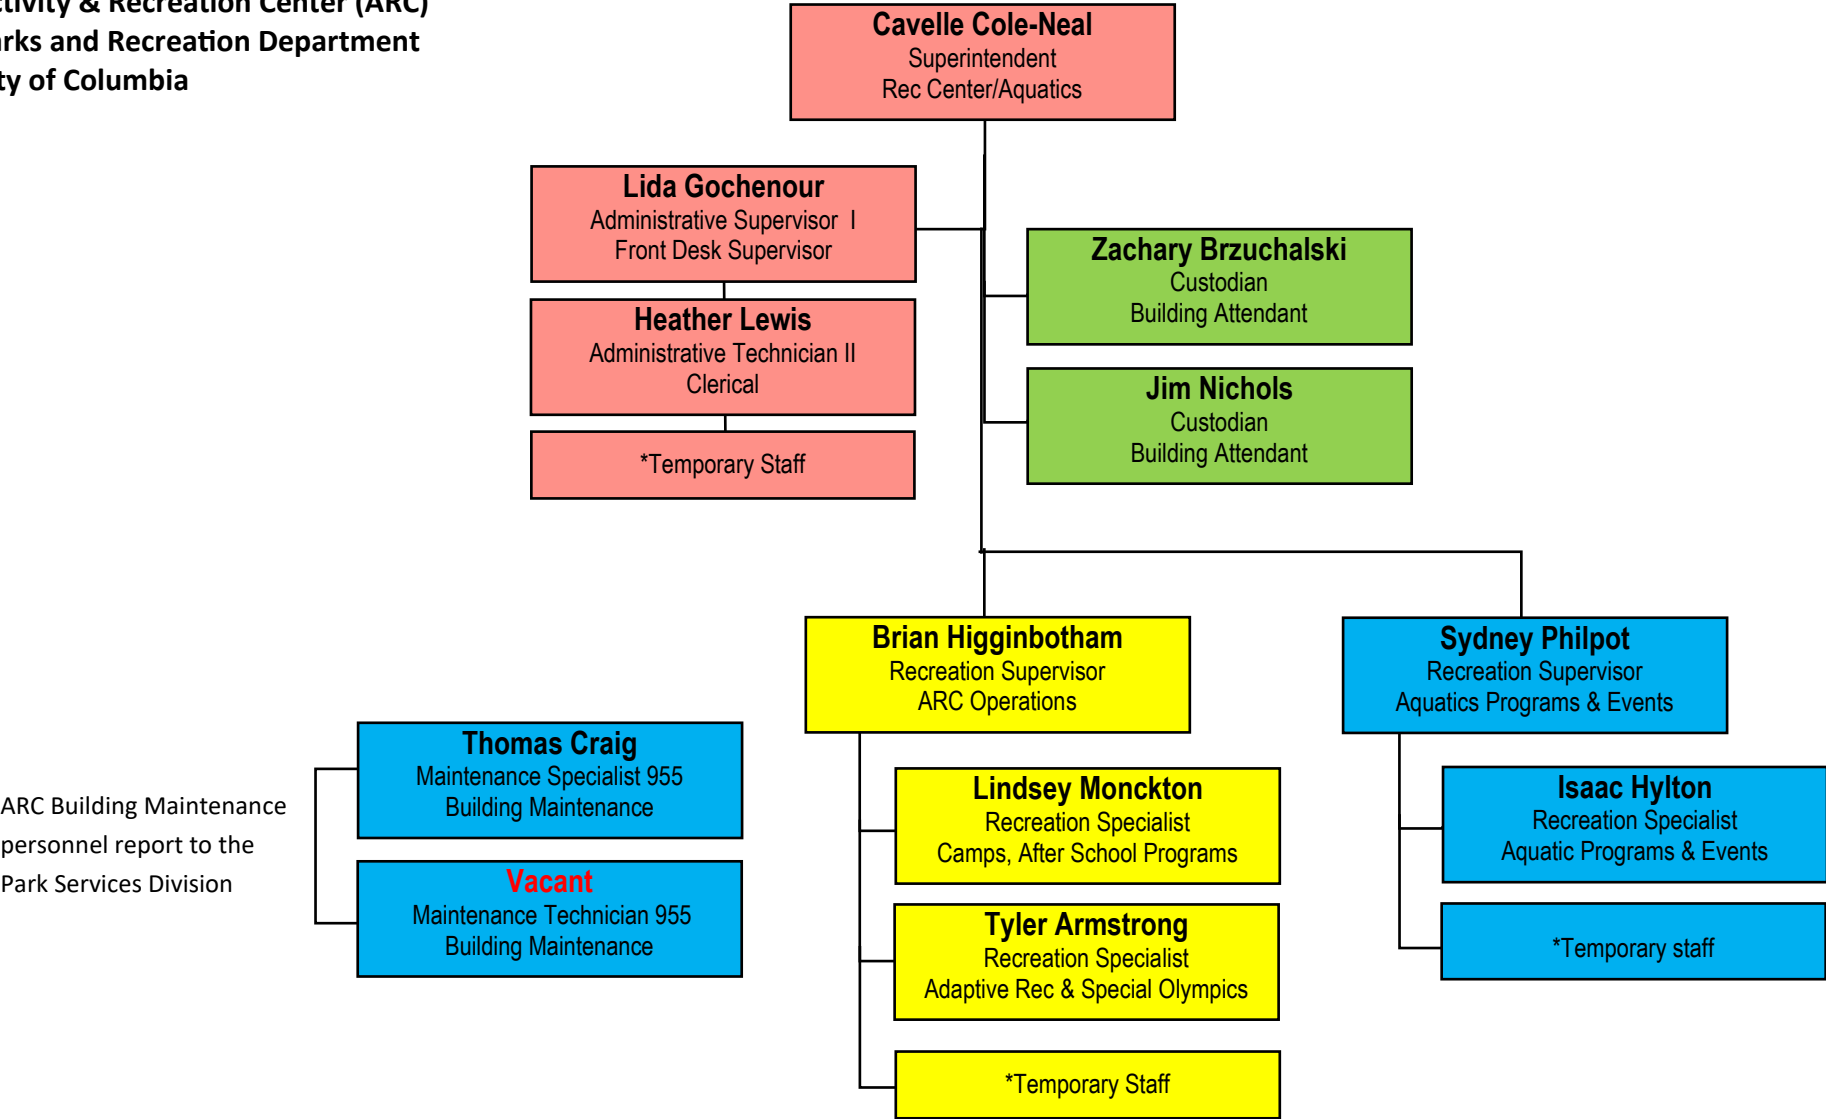 ctivity & Recreation Center (ARC)
arks and Recreation Department
ty of Columbia
Cavelle Cole-Neal
Superintendent
Rec Center/Aquatics
Lida Gochenour
Administrative Supervisor I
Front Desk Supervisor
Heather Lewis
Administrative Technician II
Clerical
*Temporary Staff
Zachary Brzuchalski
Custodian
Building Attendant
Jim Nichols
Custodian
Building Attendant
Brian Higginbotham
Recreation Supervisor
ARC Operations
Sydney Philpot
Recreation Supervisor
Aquatics Programs & Events
ARC Building Maintenance
personnel report to the
Park Services Division
Thomas Craig
Maintenance Specialist 955
Building Maintenance
Vacant
Maintenance Technician 955
Building Maintenance
Lindsey Monckton
Recreation Specialist
Camps, After School Programs
Tyler Armstrong
Recreation Specialist
Adaptive Rec & Special Olympics
*Temporary Staff
Isaac Hylton
Recreation Specialist
Aquatic Programs & Events
*Temporary staff